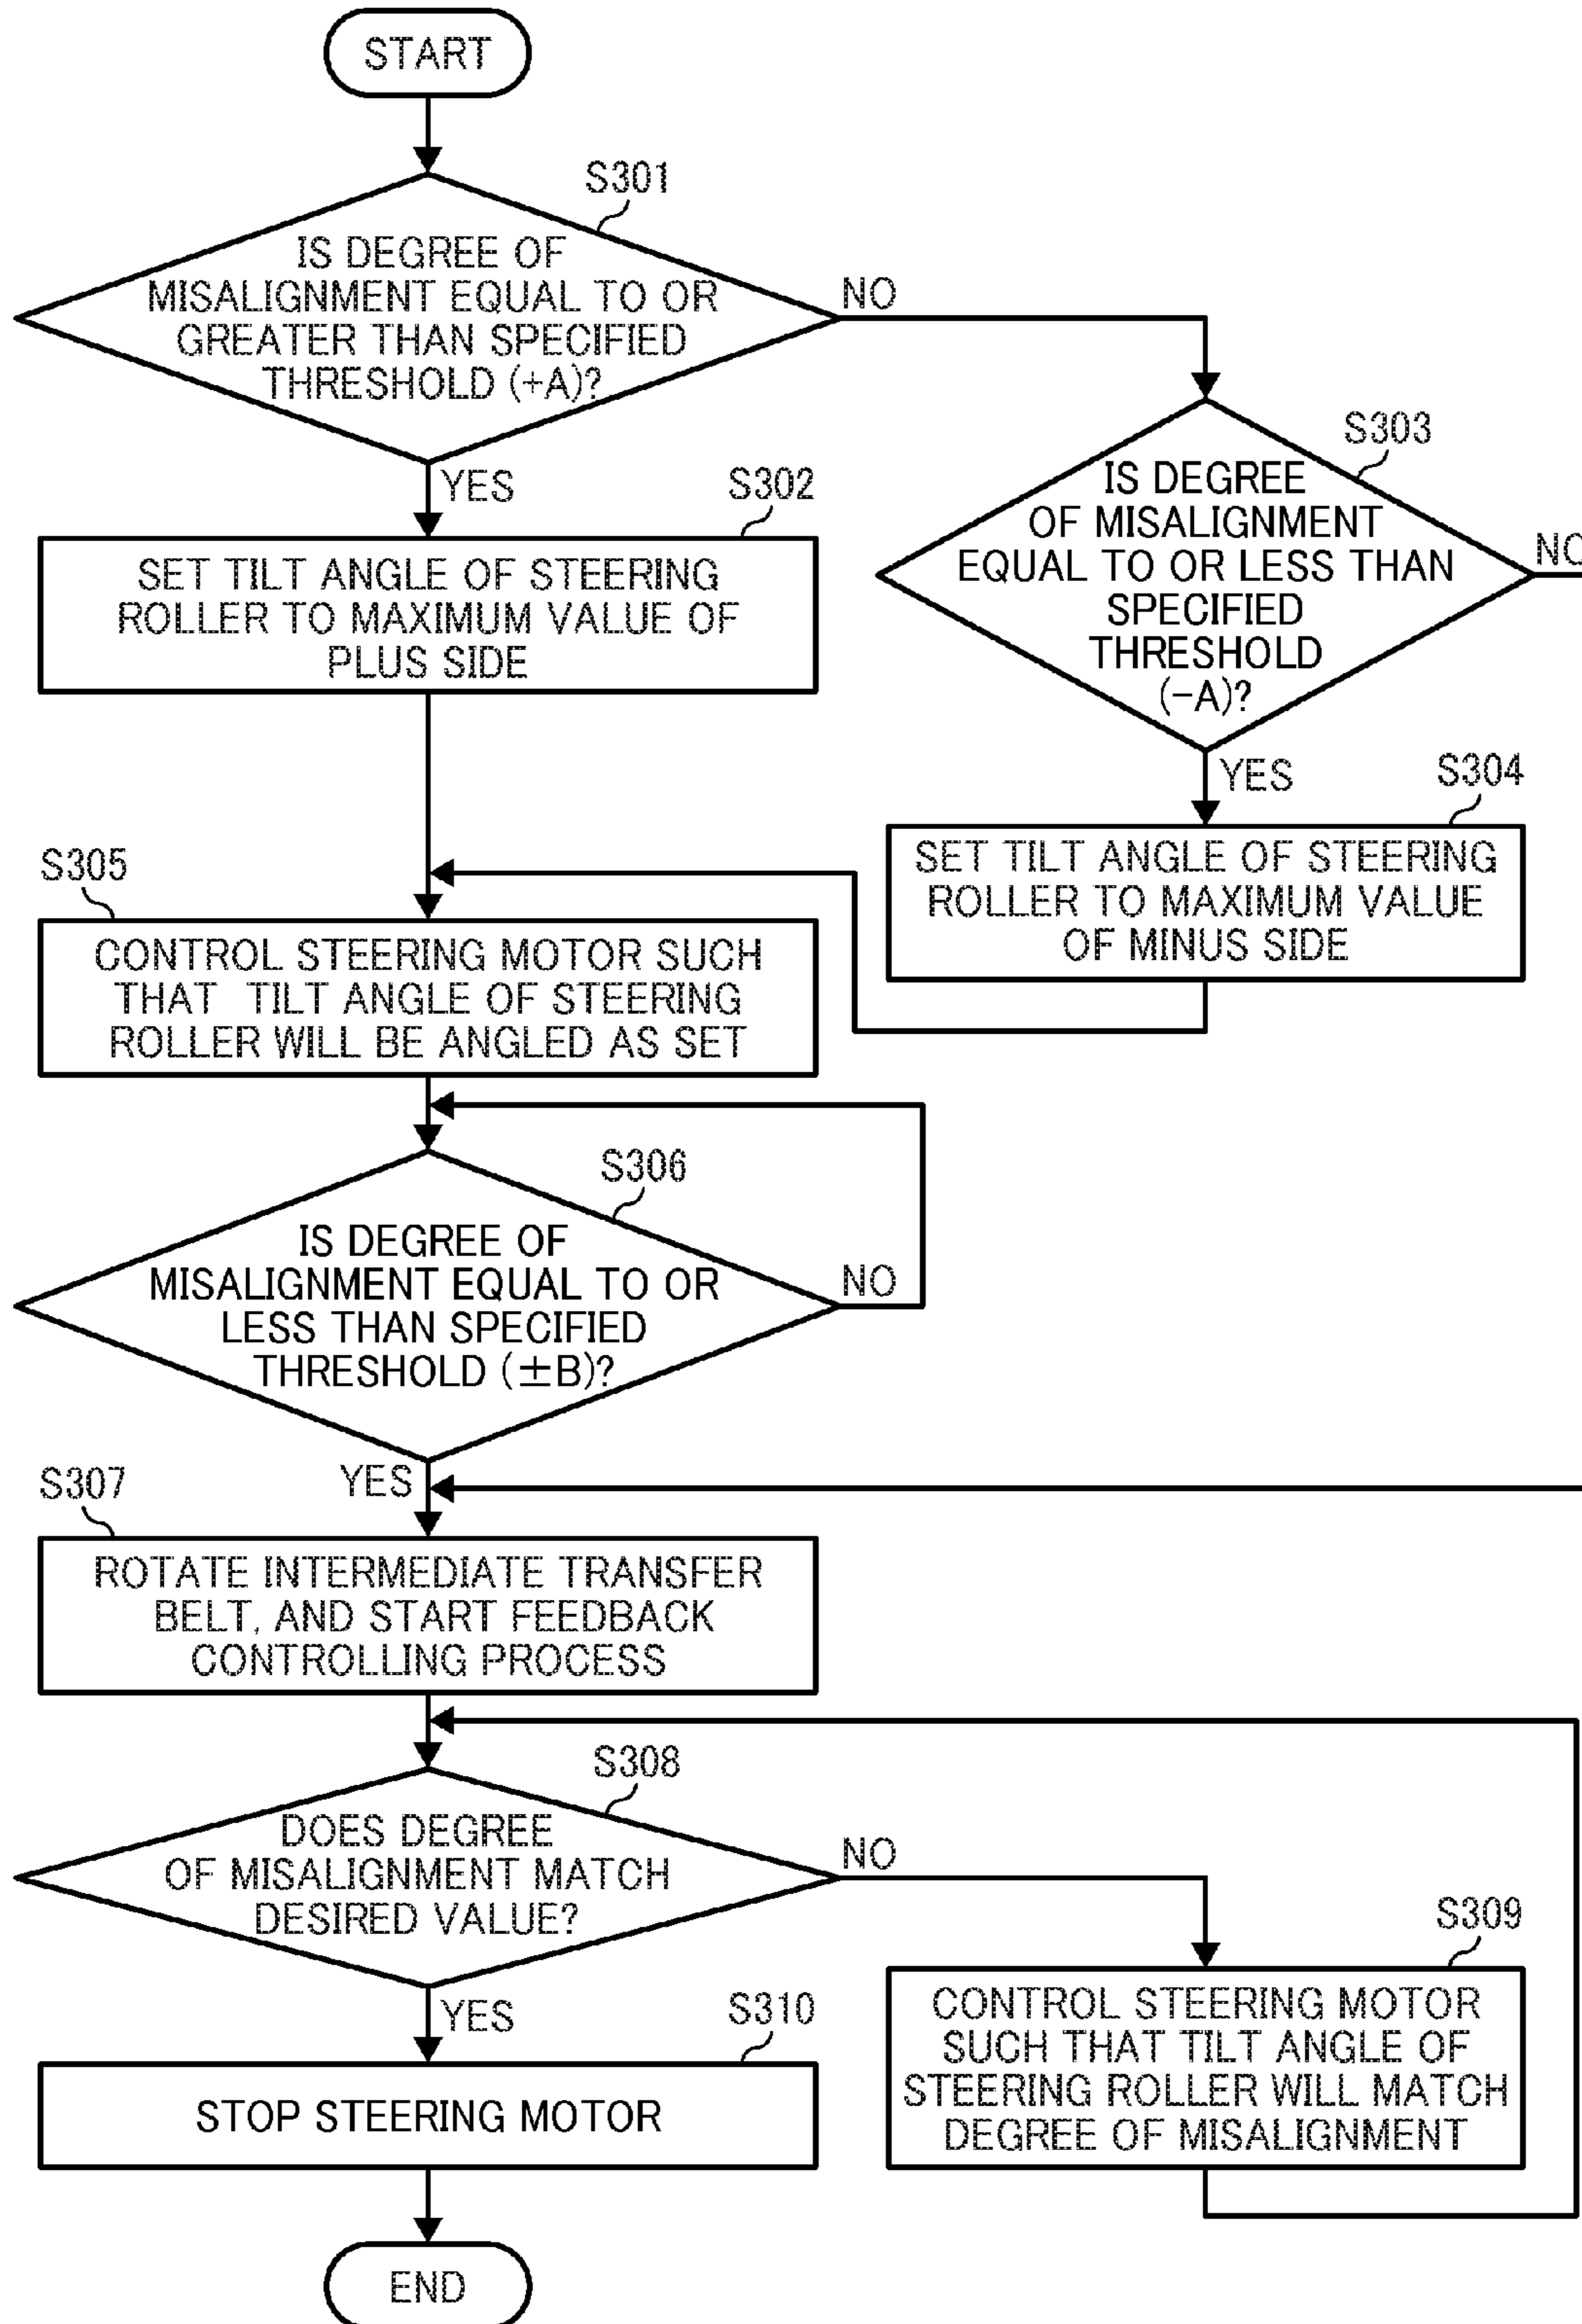 START
S301
IS DEGREE OF
MISALIGNMENT EQUAL TO OR
GREATER THAN SPECIFIED
THRESHOLD (+A)?
NO
YES
S302
SET TILT ANGLE OF STEERING
ROLLER TO MAXIMUM VALUE OF
PLUS SIDE
S303
IS DEGREE
OF MISALIGNMENT
EQUAL TO OR LESS THAN
SPECIFIED
THRESHOLD
(−A)?
NO
YES
S304
SET TILT ANGLE OF STEERING
ROLLER TO MAXIMUM VALUE
OF MINUS SIDE
S305
CONTROL STEERING MOTOR SUCH
THAT TILT ANGLE OF STEERING
ROLLER WILL BE ANGLED AS SET
S306
IS DEGREE OF
MISALIGNMENT EQUAL TO OR
LESS THAN SPECIFIED
THRESHOLD (±B)?
NO
YES
S307
ROTATE INTERMEDIATE TRANSFER
BELT, AND START FEEDBACK
CONTROLLING PROCESS
S308
DOES DEGREE
OF MISALIGNMENT MATCH
DESIRED VALUE?
NO
YES
S309
CONTROL STEERING MOTOR
SUCH THAT TILT ANGLE OF
STEERING ROLLER WILL MATCH
DEGREE OF MISALIGNMENT
S310
STOP STEERING MOTOR
END